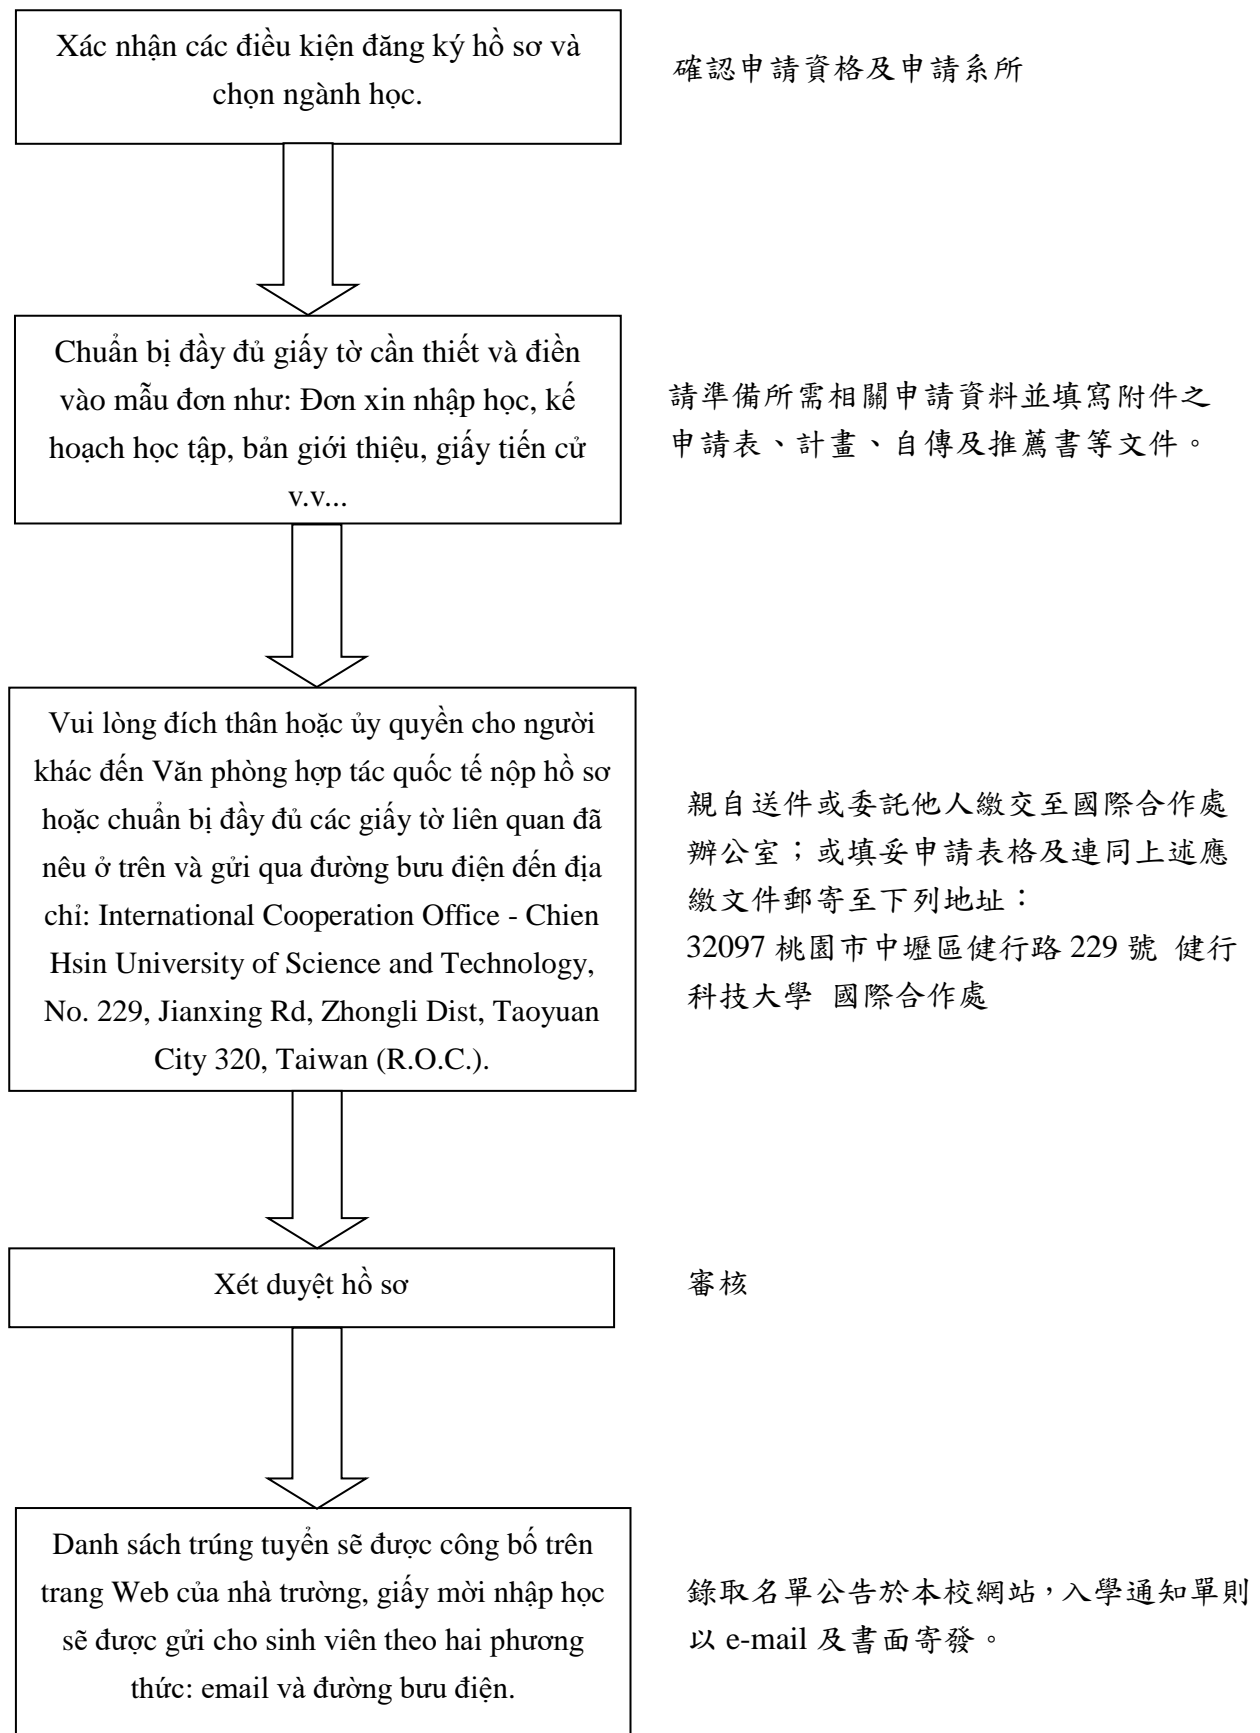 Xác nhận các điều kiện đăng ký hồ sơ và
chọn ngành học.
確認申請資格及申請系所
Chuẩn bị đầy đủ giấy tờ cần thiết và điền
vào mẫu đơn như: Đơn xin nhập học, kế
hoạch học tập, bản giới thiệu, giấy tiến cử
v.v...
請準備所需相關申請資料並填寫附件之
申請表、計畫、自傳及推薦書等文件。
Vui lòng đích thân hoặc ủy quyền cho người
khác đến Văn phòng hợp tác quốc tế nộp hồ sơ
hoặc chuẩn bị đầy đủ các giấy tờ liên quan đã
nêu ở trên và gửi qua đường bưu điện đến địa
chỉ: International Cooperation Office - Chien
Hsin University of Science and Technology,
No. 229, Jianxing Rd, Zhongli Dist, Taoyuan
City 320, Taiwan (R.O.C.).
親自送件或委託他人繳交至國際合作處
辦公室；或填妥申請表格及連同上述應
繳文件郵寄至下列地址：
32097 桃園市中壢區健行路 229 號 健行
科技大學 國際合作處
Xét duyệt hồ sơ
審核
Danh sách trúng tuyển sẽ được công bố trên
trang Web của nhà trường, giấy mời nhập học
sẽ được gửi cho sinh viên theo hai phương
thức: email và đường bưu điện.
錄取名單公告於本校網站，入學通知單則
以 e-mail 及書面寄發。